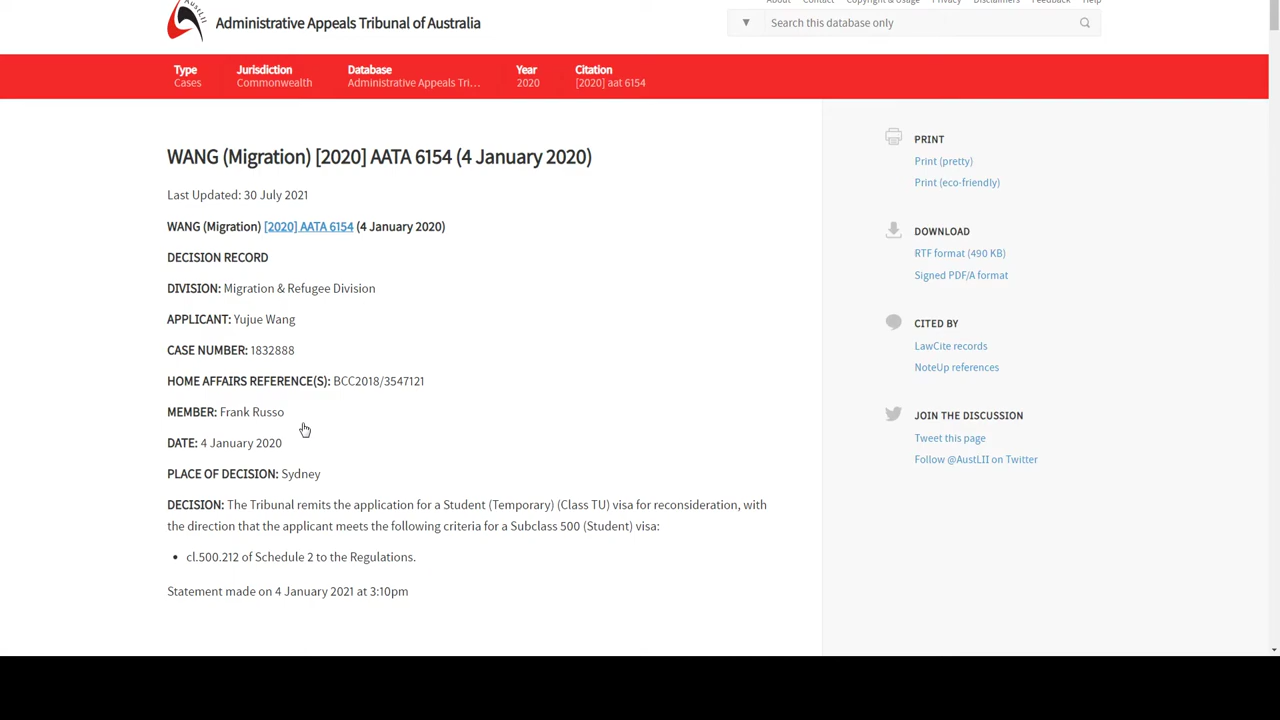 About Contact Copyright & Usage Privacy Disclaimers Feedback Help
AustLII
Administrative Appeals Tribunal of Australia
▼ Search this database only
Type Jurisdiction Database Year Citation
Cases Commonwealth Administrative Appeals Tri... 2020 [2020] aat 6154
WANG (Migration) [2020] AATA 6154 (4 January 2020)
Last Updated: 30 July 2021
WANG (Migration) [2020] AATA 6154 (4 January 2020)
DECISION RECORD
DIVISION: Migration & Refugee Division
APPLICANT: Yujue Wang
CASE NUMBER: 1832888
HOME AFFAIRS REFERENCE(S): BCC2018/3547121
MEMBER: Frank Russo
DATE: 4 January 2020
PLACE OF DECISION: Sydney
DECISION: The Tribunal remits the application for a Student (Temporary) (Class TU) visa for reconsideration, with
the direction that the applicant meets the following criteria for a Subclass 500 (Student) visa:
• cl.500.212 of Schedule 2 to the Regulations.
Statement made on 4 January 2021 at 3:10pm
PRINT
Print (pretty)
Print (eco-friendly)
DOWNLOAD
RTF format (490 KB)
Signed PDF/A format
CITED BY
LawCite records
NoteUp references
JOIN THE DISCUSSION
Tweet this page
Follow @AustLII on Twitter